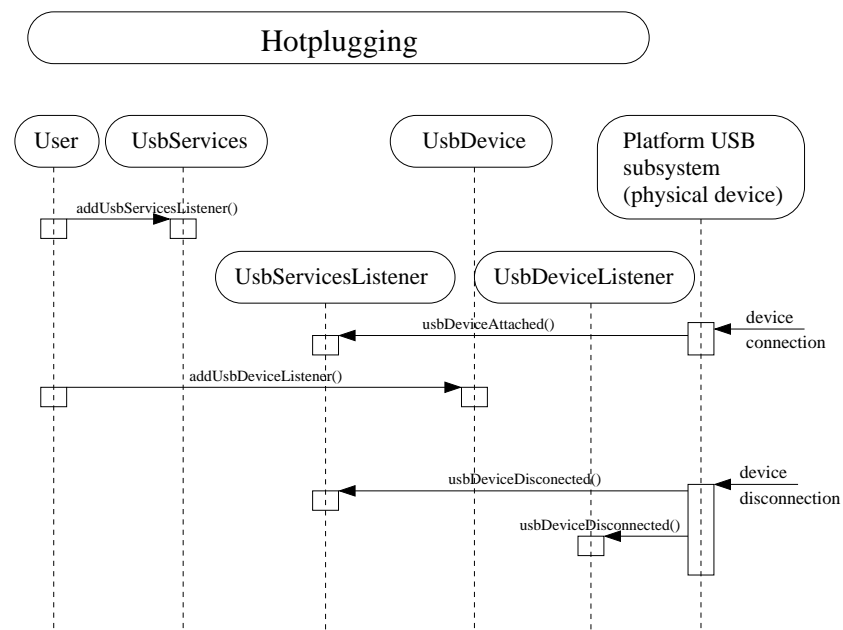 Hotplugging
User
UsbServices
UsbDevice
Platform USB
subsystem
(physical device)
addUsbServicesListener()
UsbServicesListener
UsbDeviceListener
usbDeviceAttached()
device
connection
addUsbDeviceListener()
usbDeviceDisconected()
device
disconnection
usbDeviceDisconnected()